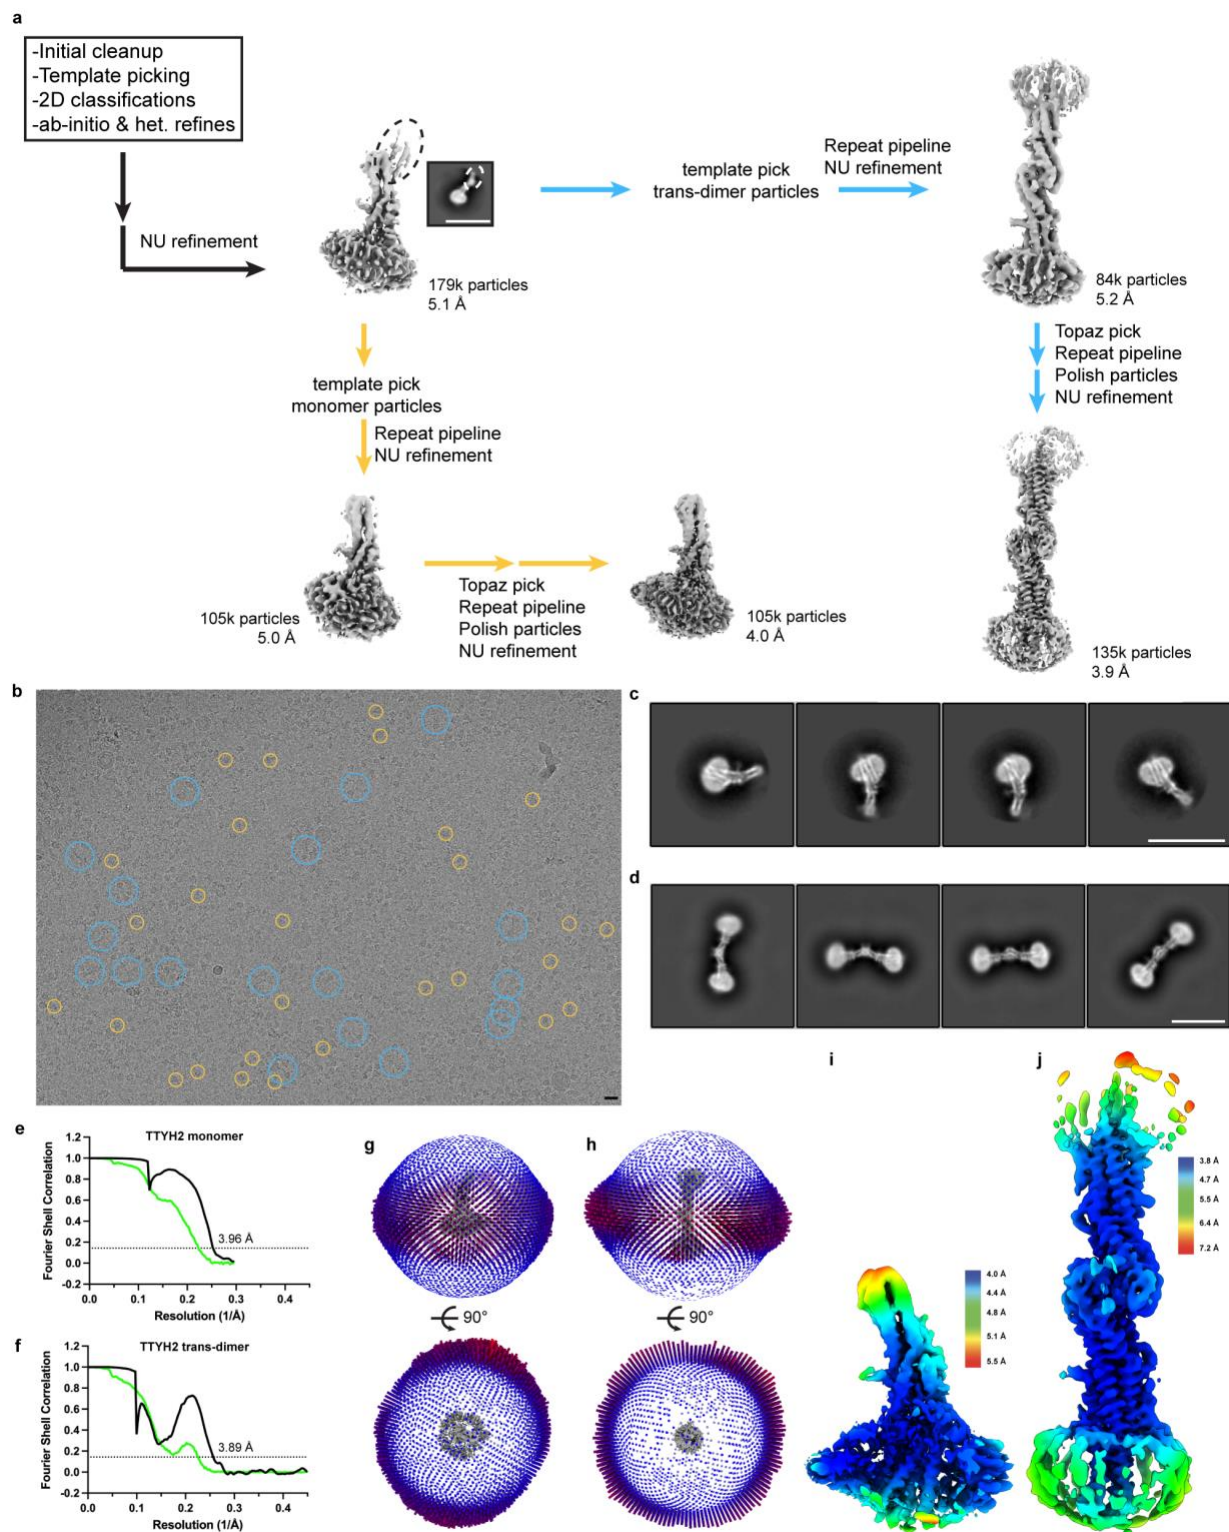 a
-Initial cleanup
-Template picking
-2D classifications
-ab-initio & het. refines
NU refinement
179k particles
5.1 Å
template pick
trans-dimer particles
Repeat pipeline
NU refinement
84k particles
5.2 Å
template pick
monomer particles
Repeat pipeline
NU refinement
Topaz pick
Repeat pipeline
Polish particles
NU refinement
105k particles
5.0 Å
Topaz pick
Repeat pipeline
Polish particles
NU refinement
105k particles
4.0 Å
135k particles
3.9 Å
b
c
d
e
TTYH2 monomer
Fourier Shell Correlation
1.2
1.0
0.8
0.6
0.4
0.2
0.0
-0.2
3.96 Å
0.0
0.1
0.2
0.3
0.4
Resolution (1/Å)
f
TTYH2 trans-dimer
Fourier Shell Correlation
1.2
1.0
0.8
0.6
0.4
0.2
0.0
-0.2
3.89 Å
0.0
0.1
0.2
0.3
0.4
Resolution (1/Å)
g
90°
h
90°
i
4.0 Å
4.4 Å
4.8 Å
5.1 Å
5.5 Å
j
3.8 Å
4.7 Å
5.5 Å
6.4 Å
7.2 Å